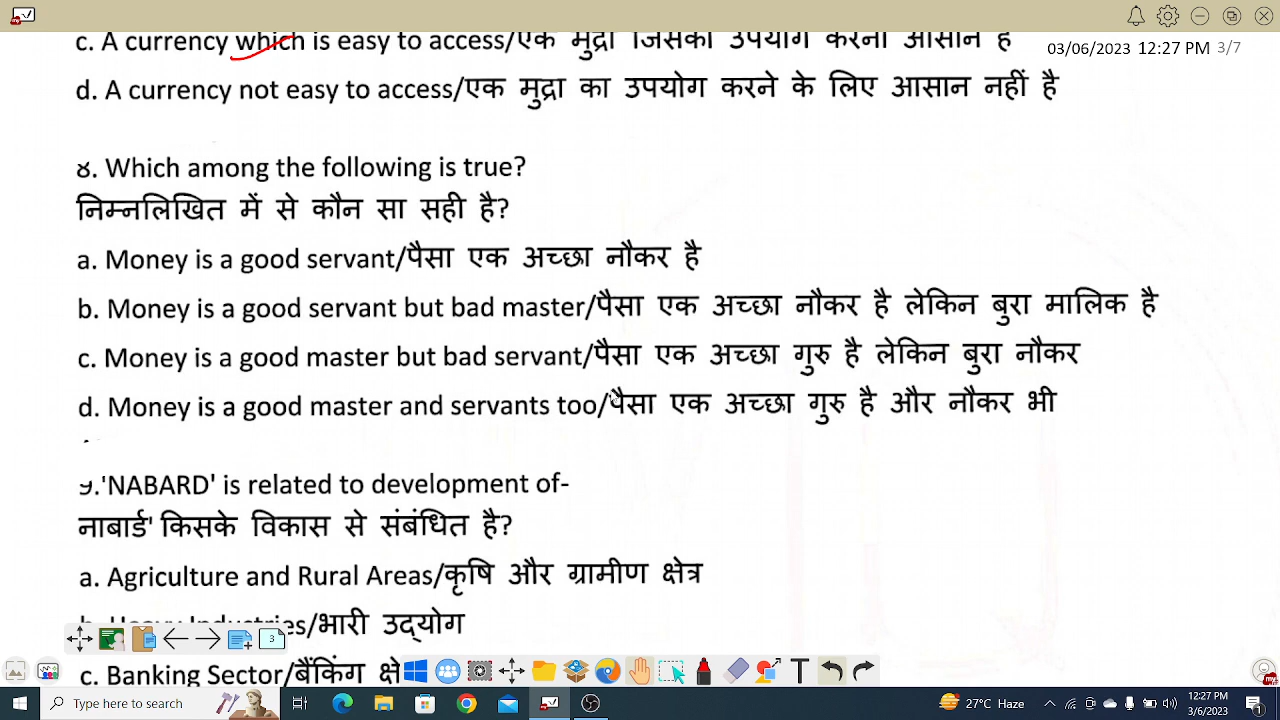 c. A currency which is easy to access/एक मुद्रा जिसका उपयोग करना आसान है
03/06/2023 12:27 PM 3/7
d. A currency not easy to access/एक मुद्रा का उपयोग करने के लिए आसान नहीं है
४. Which among the following is true?
निम्नलिखित में से कौन सा सही है?
a. Money is a good servant/पैसा एक अच्छा नौकर है
b. Money is a good servant but bad master/पैसा एक अच्छा नौकर है लेकिन बुरा मालिक है
c. Money is a good master but bad servant/पैसा एक अच्छा गुरु है लेकिन बुरा नौकर
d. Money is a good master and servants too/पैसा एक अच्छा गुरु है और नौकर भी
'NABARD' is related to development of-
नाबार्ड' किसके विकास से संबंधित है?
a. Agriculture and Rural Areas/कृषि और ग्रामीण क्षेत्र
b. Heavy Industries/भारी उद्योग
3
c. Banking Sector/बैंकिंग
Type here to search
27°C Haze
ENG
12:27 PM
3/6/2023